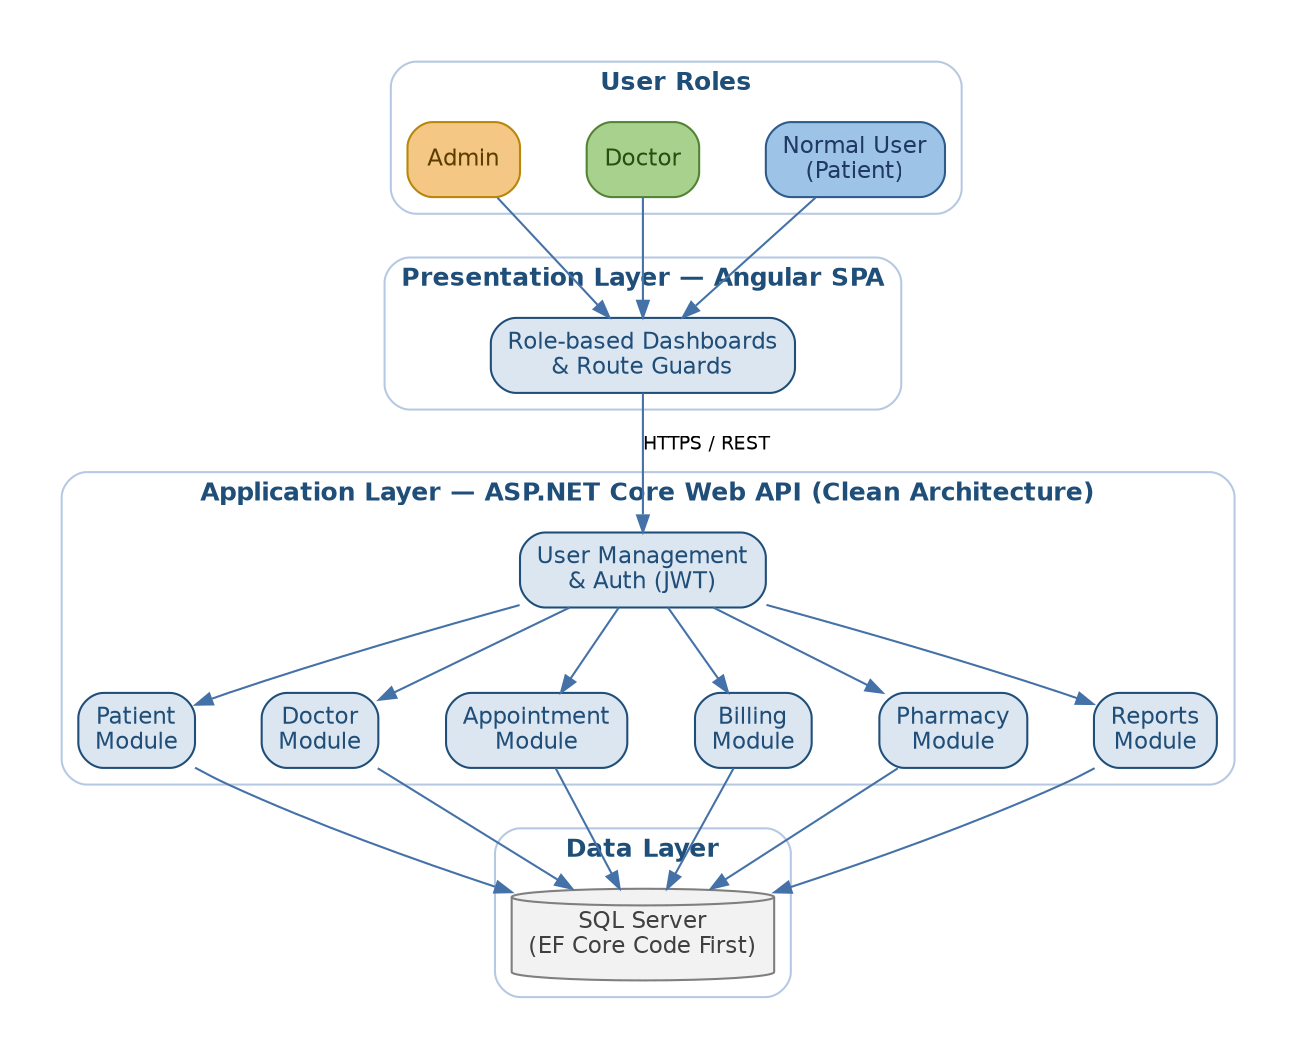 User Roles
Admin
Doctor
Normal User
(Patient)
Presentation Layer — Angular SPA
Role-based Dashboards
& Route Guards
HTTPS / REST
Application Layer — ASP.NET Core Web API (Clean Architecture)
User Management
& Auth (JWT)
Patient
Module
Doctor
Module
Appointment
Module
Billing
Module
Pharmacy
Module
Reports
Module
Data Layer
SQL Server
(EF Core Code First)